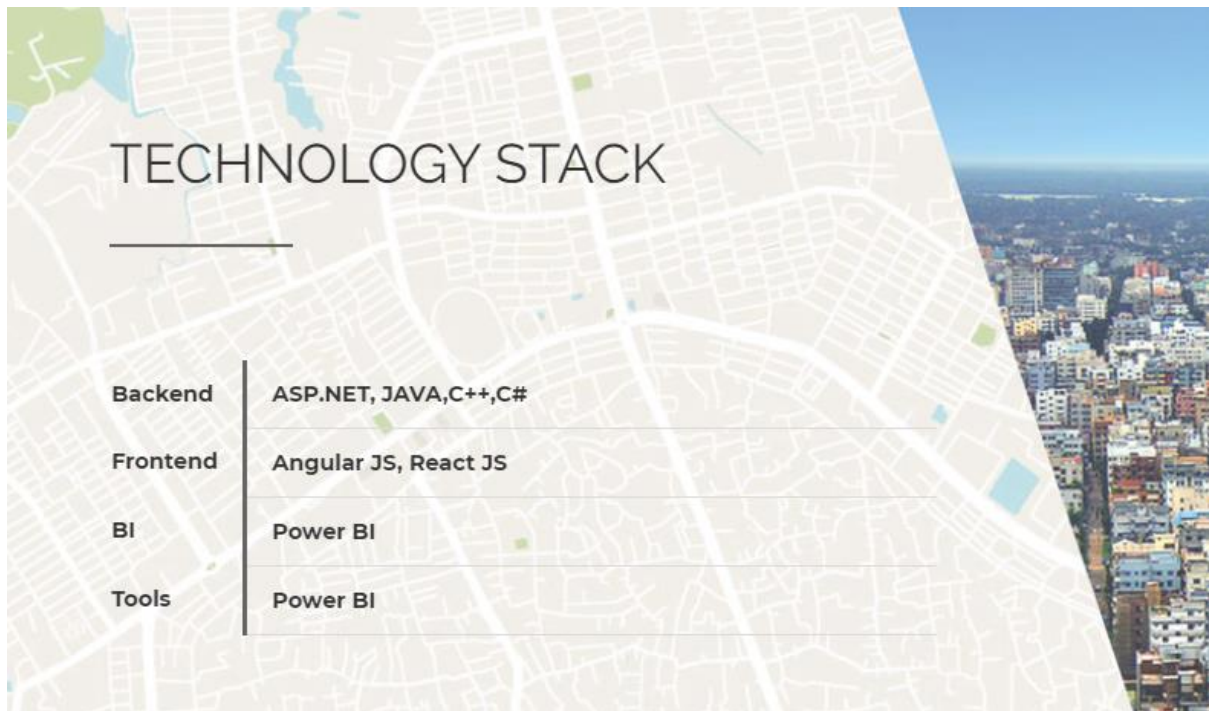 TECHNOLOGY STACK
Backend ASP.NET, JAVA,C++,C#
Frontend Angular JS, React JS
BI Power BI
Tools Power BI